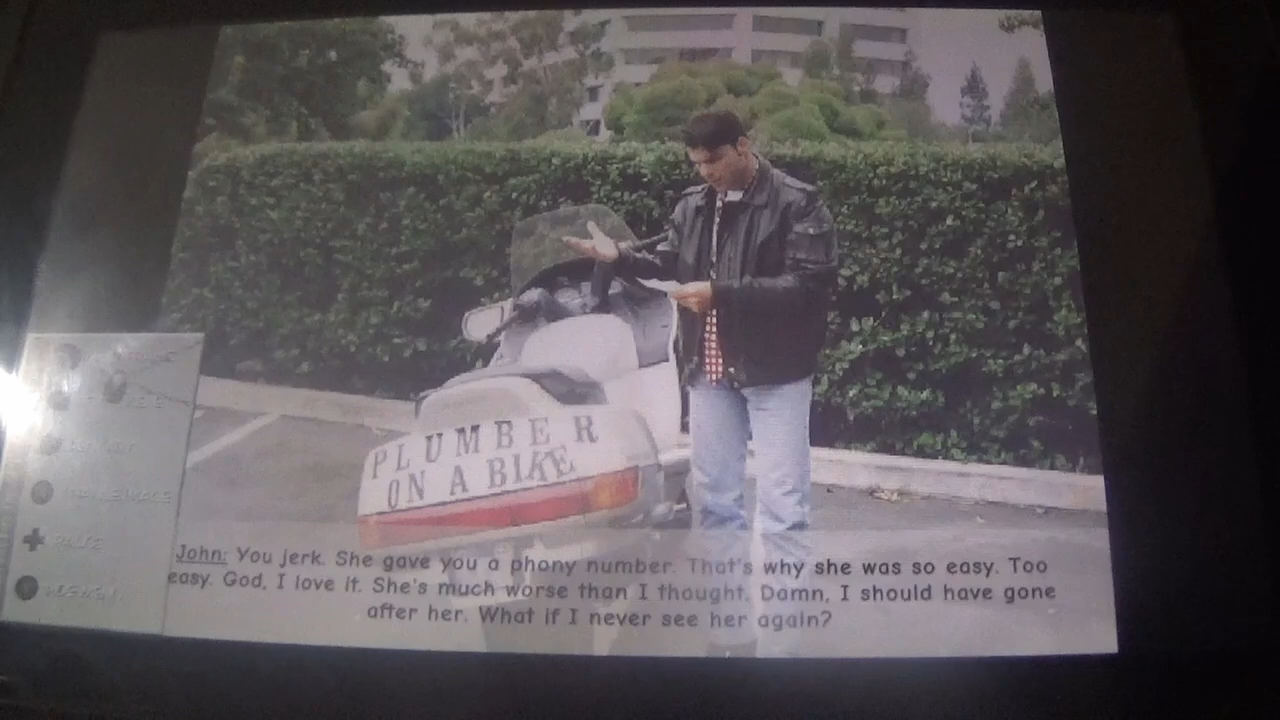 PLUMBER
ON A BIKE
John: You jerk. She gave you a phony number. That's why she was so easy. Too
easy. God, I love it. She's much worse than I thought. Damn, I should have gone
after her. What if I never see her again?